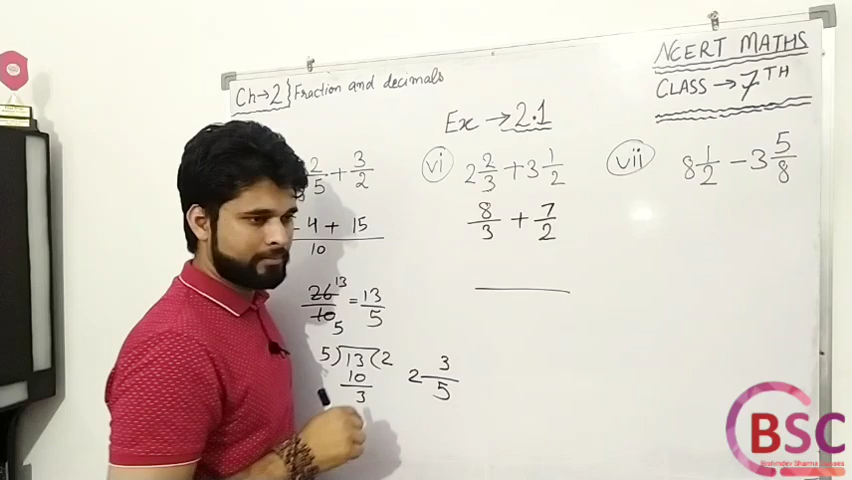 Ch→2} Fraction and decimals
NCERT MATHS
CLASS → 7TH
Ex → 2.1
2/5 + 3/2
4 + 15
10
26 13
10 5
= 13/5
5)13(2
10
3
2 3/5
vi 2 2/3 + 3 1/2
8/3 + 7/2
vii 8 1/2 - 3 5/8
BSC